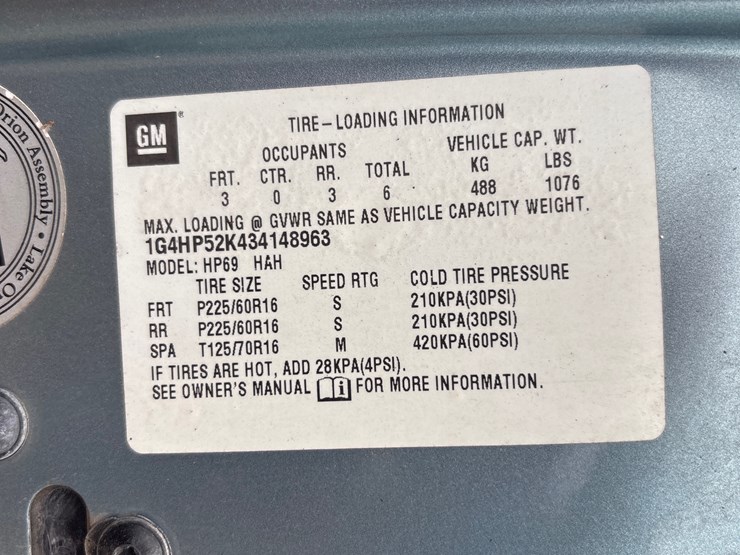 GM
TIRE-LOADING INFORMATION
OCCUPANTS VEHICLE CAP. WT.
FRT. CTR. RR. TOTAL KG LBS
3 0 3 6 488 1076
MAX. LOADING @ GVWR SAME AS VEHICLE CAPACITY WEIGHT.
1G4HP52K434148963
MODEL: HP69 HAH
TIRE SIZE SPEED RTG COLD TIRE PRESSURE
FRT P225/60R16 S 210KPA(30PSI)
RR P225/60R16 S 210KPA(30PSI)
SPA T125/70R16 M 420KPA(60PSI)
IF TIRES ARE HOT, ADD 28KPA(4PSI).
SEE OWNER'S MANUAL i FOR MORE INFORMATION.
Assembly • Lake